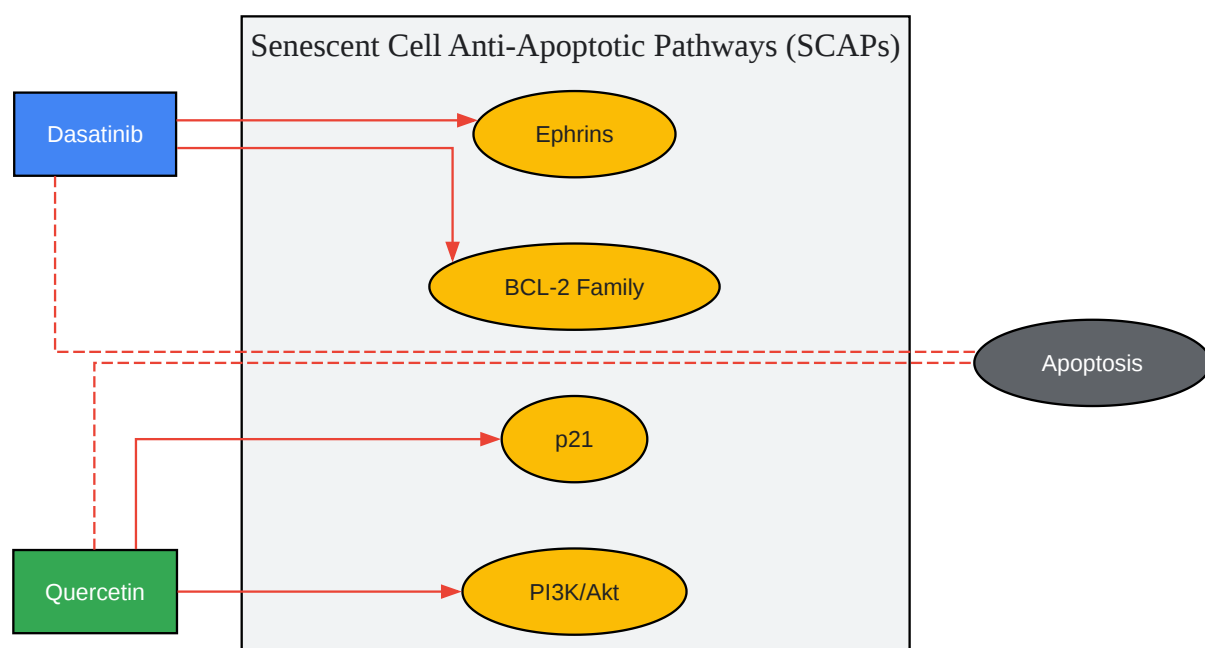 Senescent Cell Anti-Apoptotic Pathways (SCAPs)
Dasatinib
Ephrins
BCL-2 Family
Apoptosis
p21
Quercetin
PI3K/Akt